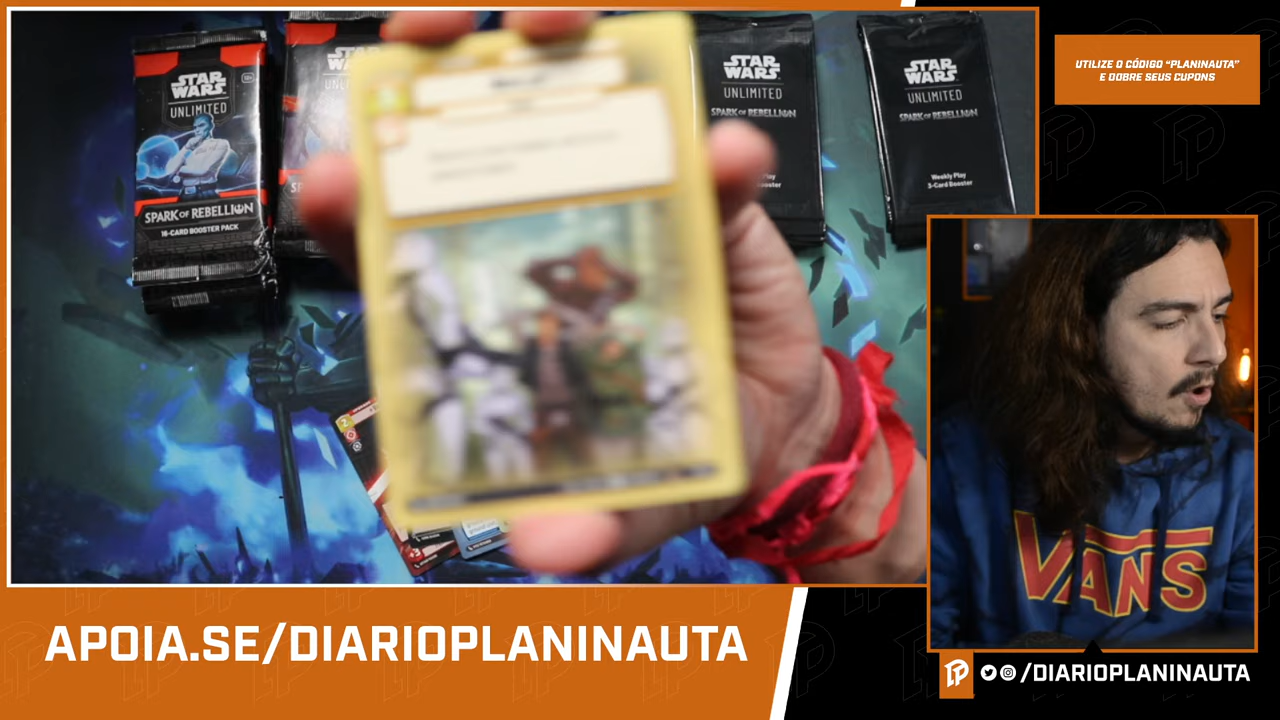 STAR
WARS
UNLIMITED
SPARK OF REBELLION
16-CARD BOOSTER PACK
STAR
WARS
UNLIMITED
STAR
WARS
UNLIMITED
SPARK OF REBELLION
STAR
WARS
UNLIMITED
SPARK OF REBELLION
Weekly Play
3-Card Booster
UTILIZE O CÓDIGO “PLANINAUTA”
E DOBRE SEUS CUPONS
VANS
APOIA.SE/DIARIOPLANINAUTA
/DIARIOPLANINAUTA